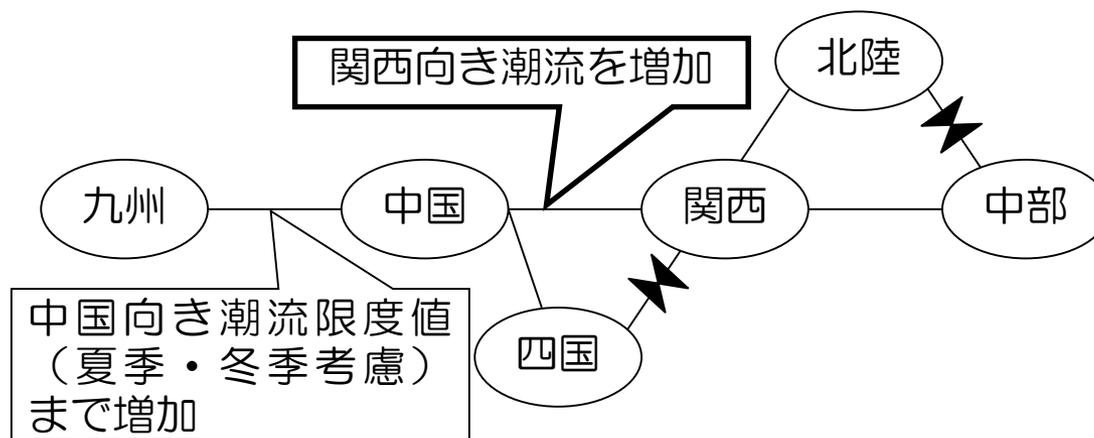 関西向き潮流を増加
北陸
九州
中国
関西
中部
四国
中国向き潮流限度値
（夏季・冬季考慮）
まで増加